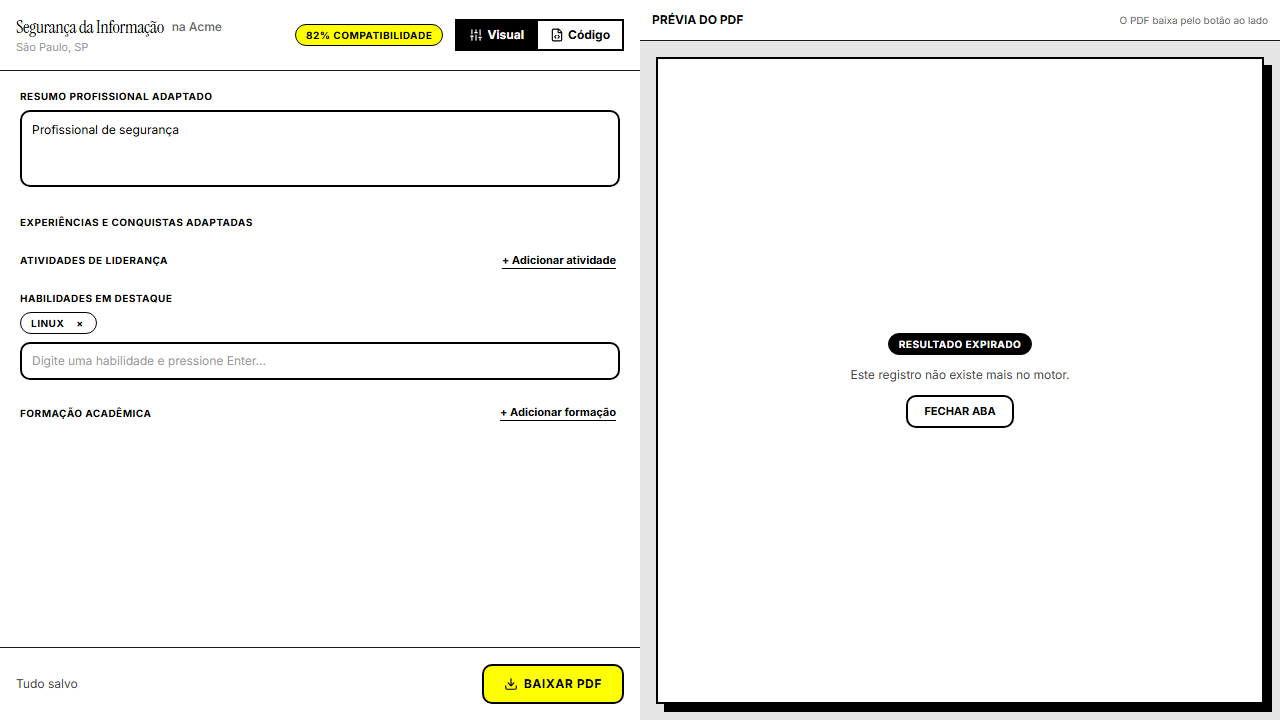 Segurança da Informação na Acme
São Paulo, SP
82% COMPATIBILIDADE
Visual
Código
RESUMO PROFISSIONAL ADAPTADO
Profissional de segurança
EXPERIÊNCIAS E CONQUISTAS ADAPTADAS
ATIVIDADES DE LIDERANÇA
+ Adicionar atividade
HABILIDADES EM DESTAQUE
LINUX ×
Digite uma habilidade e pressione Enter...
FORMAÇÃO ACADÊMICA
+ Adicionar formação
Tudo salvo
BAIXAR PDF
PRÉVIA DO PDF
O PDF baixa pelo botão ao lado
RESULTADO EXPIRADO
Este registro não existe mais no motor.
FECHAR ABA